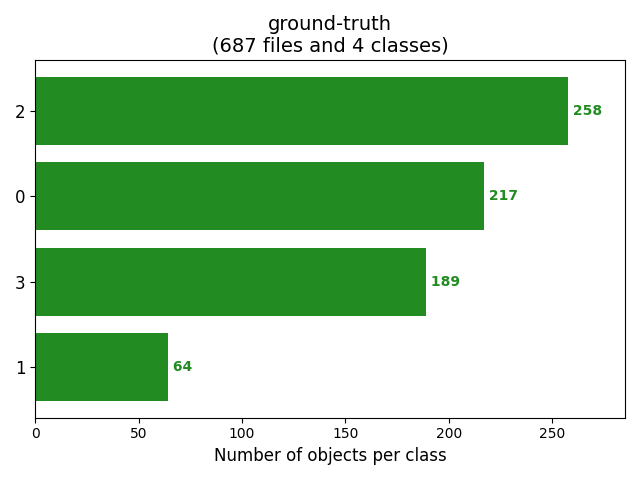 ground-truth
(687 files and 4 classes)
2 258
0 217
3 189
1 64
0 50 100 150 200 250
Number of objects per class